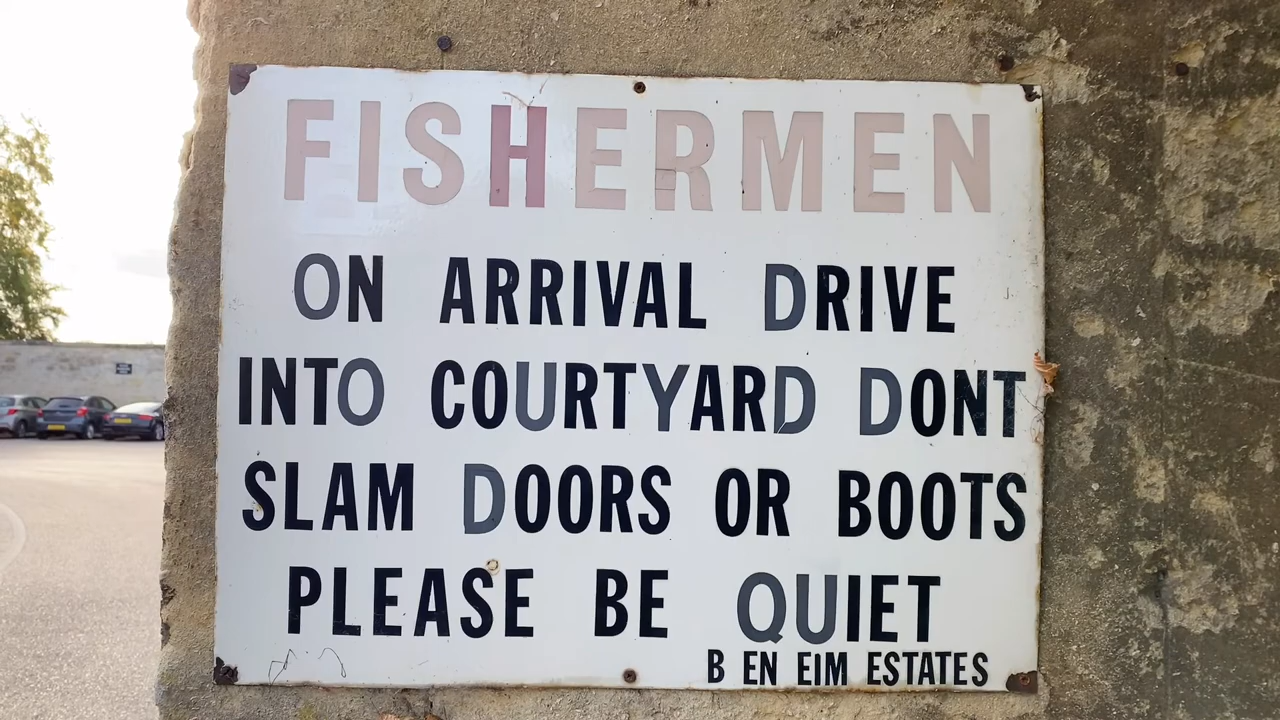 FISHERMEN
ON ARRIVAL DRIVE
INTO COURTYARD DONT
SLAM DOORS OR BOOTS
PLEASE BE QUIET
B EN EIM ESTATES